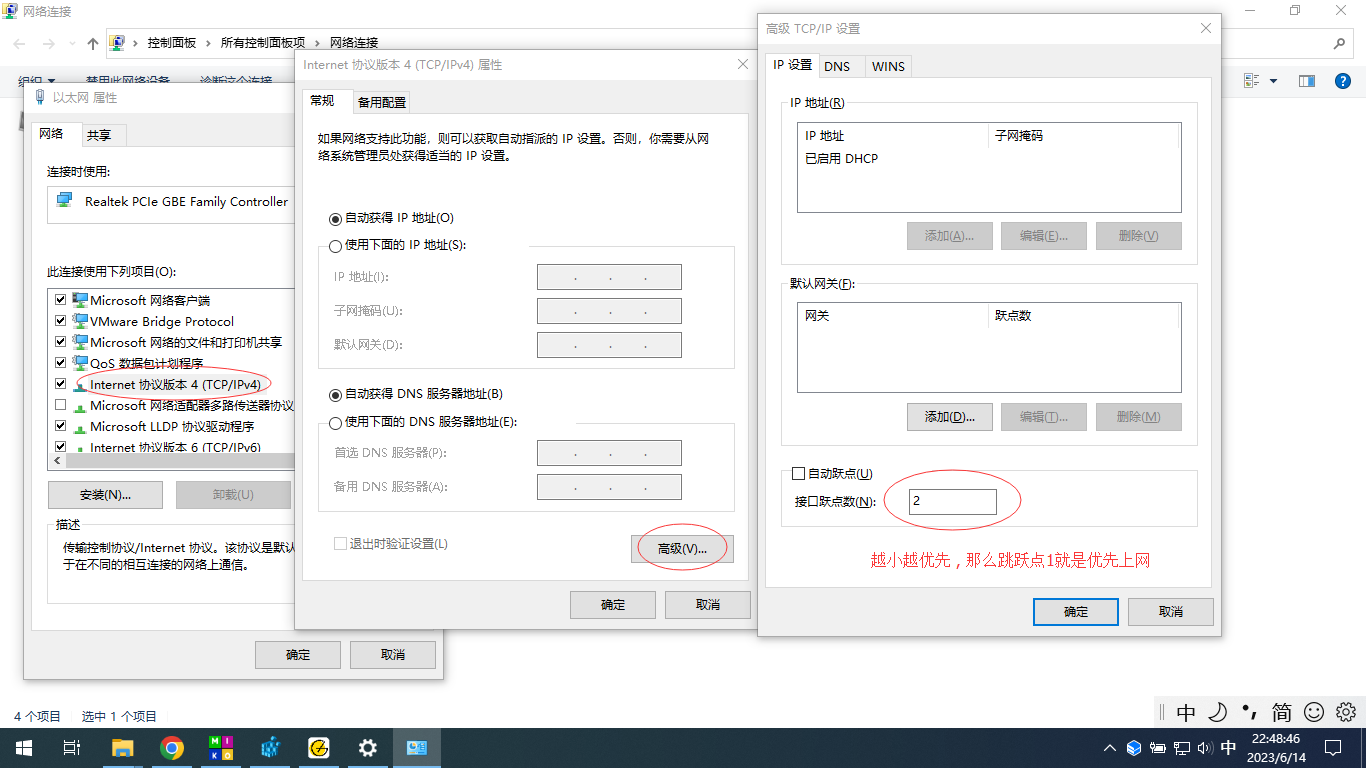 网络连接
控制面板 › 所有控制面板项 › 网络连接
组织
禁用此网络设备
诊断这个连接
以太网 属性
网络
共享
连接时使用:
Realtek PCIe GBE Family Controller
此连接使用下列项目(O):
Microsoft 网络客户端
VMware Bridge Protocol
Microsoft 网络的文件和打印机共享
QoS 数据包计划程序
Internet 协议版本 4 (TCP/IPv4)
Microsoft 网络适配器多路传送器协议
Microsoft LLDP 协议驱动程序
Internet 协议版本 6 (TCP/IPv6)
安装(N)...
卸载(U)
描述
传输控制协议/Internet 协议。该协议是默认
于在不同的相互连接的网络上通信。
确定
取消
Internet 协议版本 4 (TCP/IPv4) 属性
常规
备用配置
如果网络支持此功能，则可以获取自动指派的 IP 设置。否则，你需要从网
络系统管理员处获得适当的 IP 设置。
自动获得 IP 地址(O)
使用下面的 IP 地址(S):
IP 地址(I):
子网掩码(U):
默认网关(D):
自动获得 DNS 服务器地址(B)
使用下面的 DNS 服务器地址(E):
首选 DNS 服务器(P):
备用 DNS 服务器(A):
退出时验证设置(L)
高级(V)...
确定
取消
高级 TCP/IP 设置
IP 设置
DNS
WINS
IP 地址(R)
IP 地址
子网掩码
已启用 DHCP
添加(A)...
编辑(E)...
删除(V)
默认网关(F):
网关
跃点数
添加(D)...
编辑(T)...
删除(M)
自动跃点(U)
接口跃点数(N):
2
越小越优先，那么跳跃点1就是优先上网
确定
取消
4 个项目
选中 1 个项目
中
简
M I
K O
中
22:48:46
2023/6/14